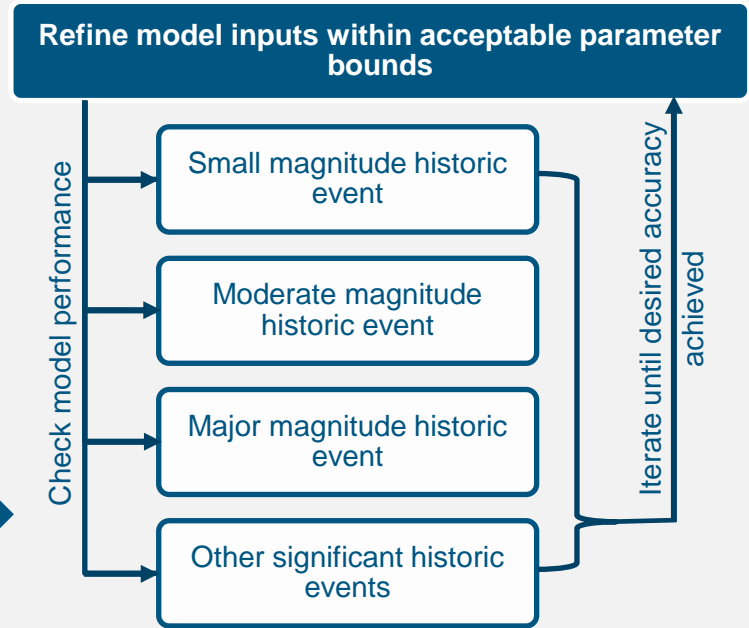 Refine model inputs within acceptable parameter
bounds
Check model performance
Small magnitude historic
event
Moderate magnitude
historic event
Major magnitude historic
event
Other significant historic
events
Iterate until desired accuracy
achieved